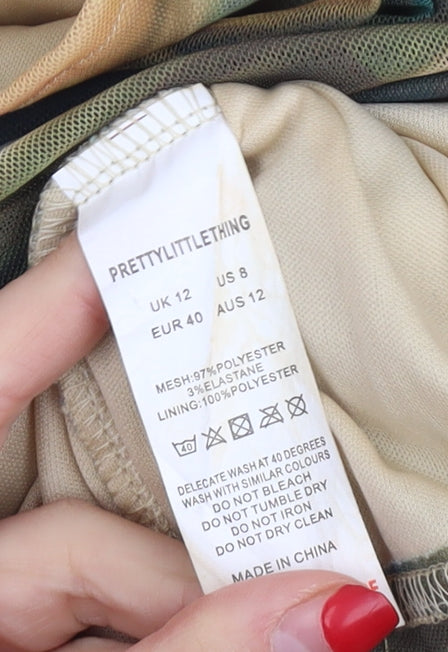 PRETTYLITTLETHING
UK 12 US 8
EUR 40 AUS 12
MESH:97%POLYESTER
3%ELASTANE
LINING:100%POLYESTER
40
DELICATE WASH AT 40 DEGREES
WASH WITH SIMILAR COLOURS
DO NOT BLEACH
DO NOT TUMBLE DRY
DO NOT IRON
DO NOT DRY CLEAN
MADE IN CHINA
E